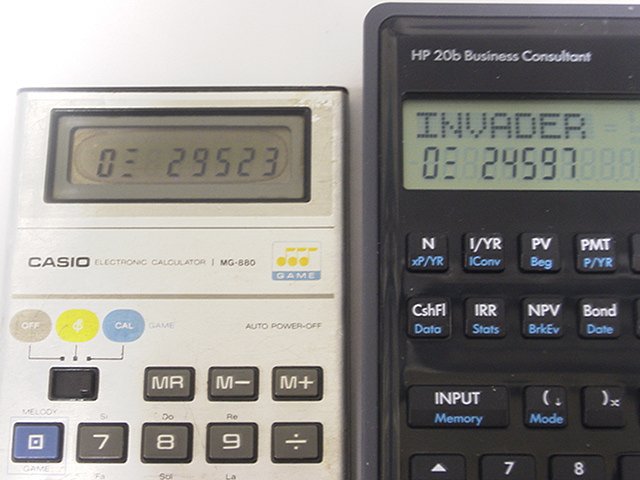 0Ξ 29523
CASIO ELECTRONIC CALCULATOR MG-880
GAME
OFF CAL GAME AUTO POWER-OFF
MR M− M+
MELODY Si Do Re
7 8 9 ÷
GAME Fa Sol La
HP 20b Business Consultant
INVADER
0Ξ 24597
N I/YR PV PMT
xP/YR IConv Beg P/YR
CshFl IRR NPV Bond
Data Stats BrkEv Date
INPUT ( )
Memory Mode
7 8